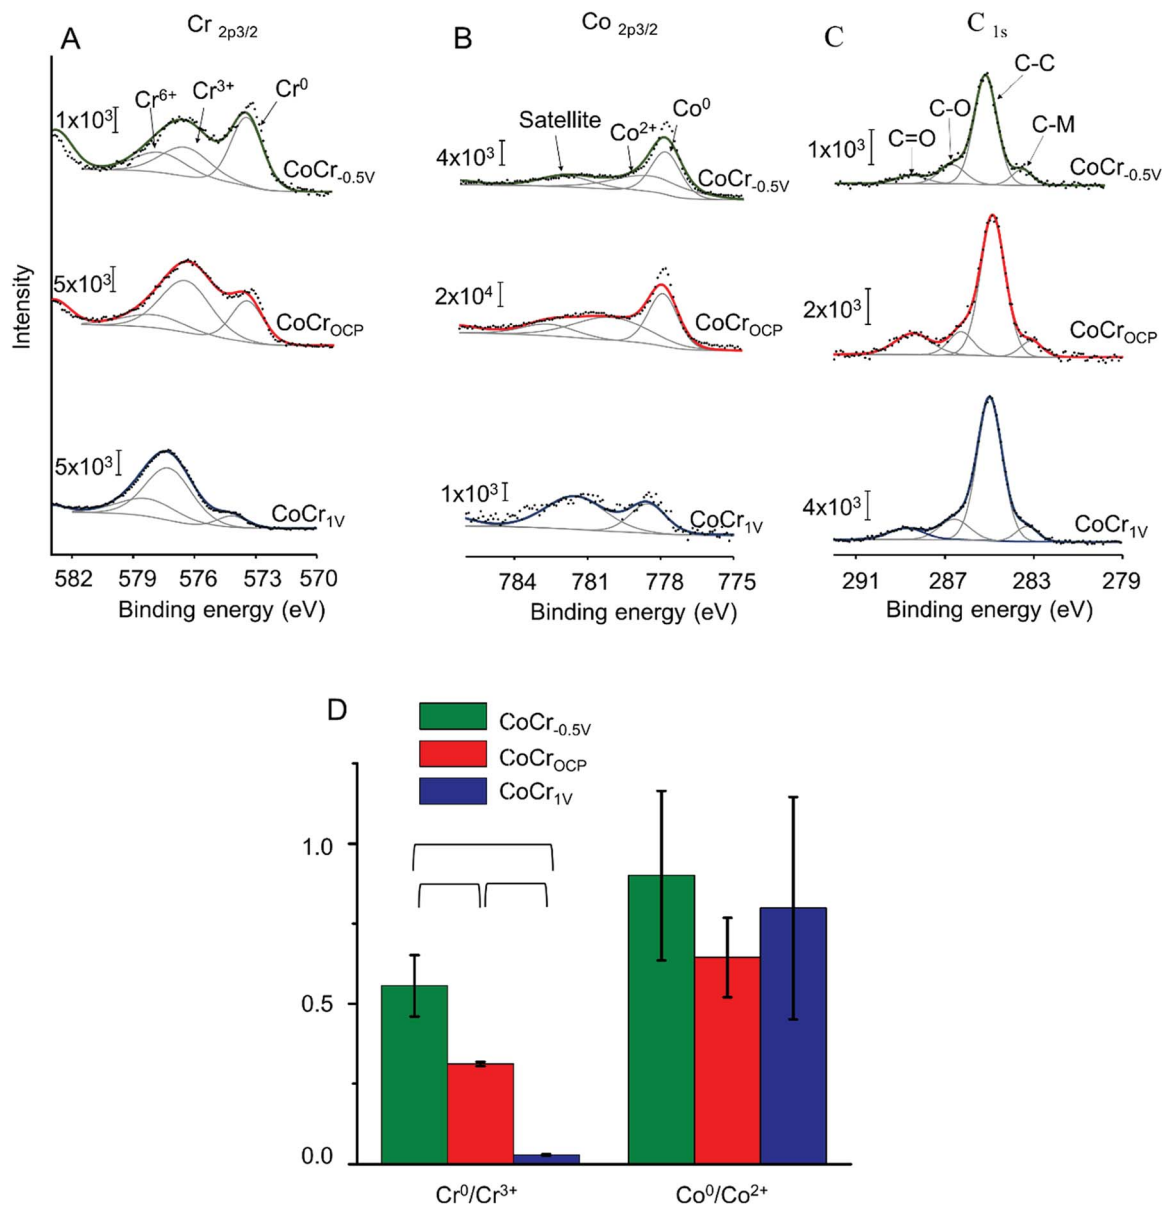 A Cr 2p3/2
Cr6+ Cr3+ Cr0
1x10³
CoCr-0.5V
5x10³
CoCrOCP
5x10³
CoCr1V
Intensity
582 579 576 573 570
Binding energy (eV)
B Co 2p3/2
Satellite Co2+ Co0
4x10³
CoCr-0.5V
2x10⁴
CoCrOCP
1x10³
CoCr1V
784 781 778 775
Binding energy (eV)
C C 1s
C-C
C-O
C=O
C-M
1x10³
CoCr-0.5V
2x10³
CoCrOCP
4x10³
CoCr1V
291 287 283 279
Binding energy (eV)
D
CoCr-0.5V
CoCrOCP
CoCr1V
1.0
0.5
0.0
Cr0/Cr3+ Co0/Co2+